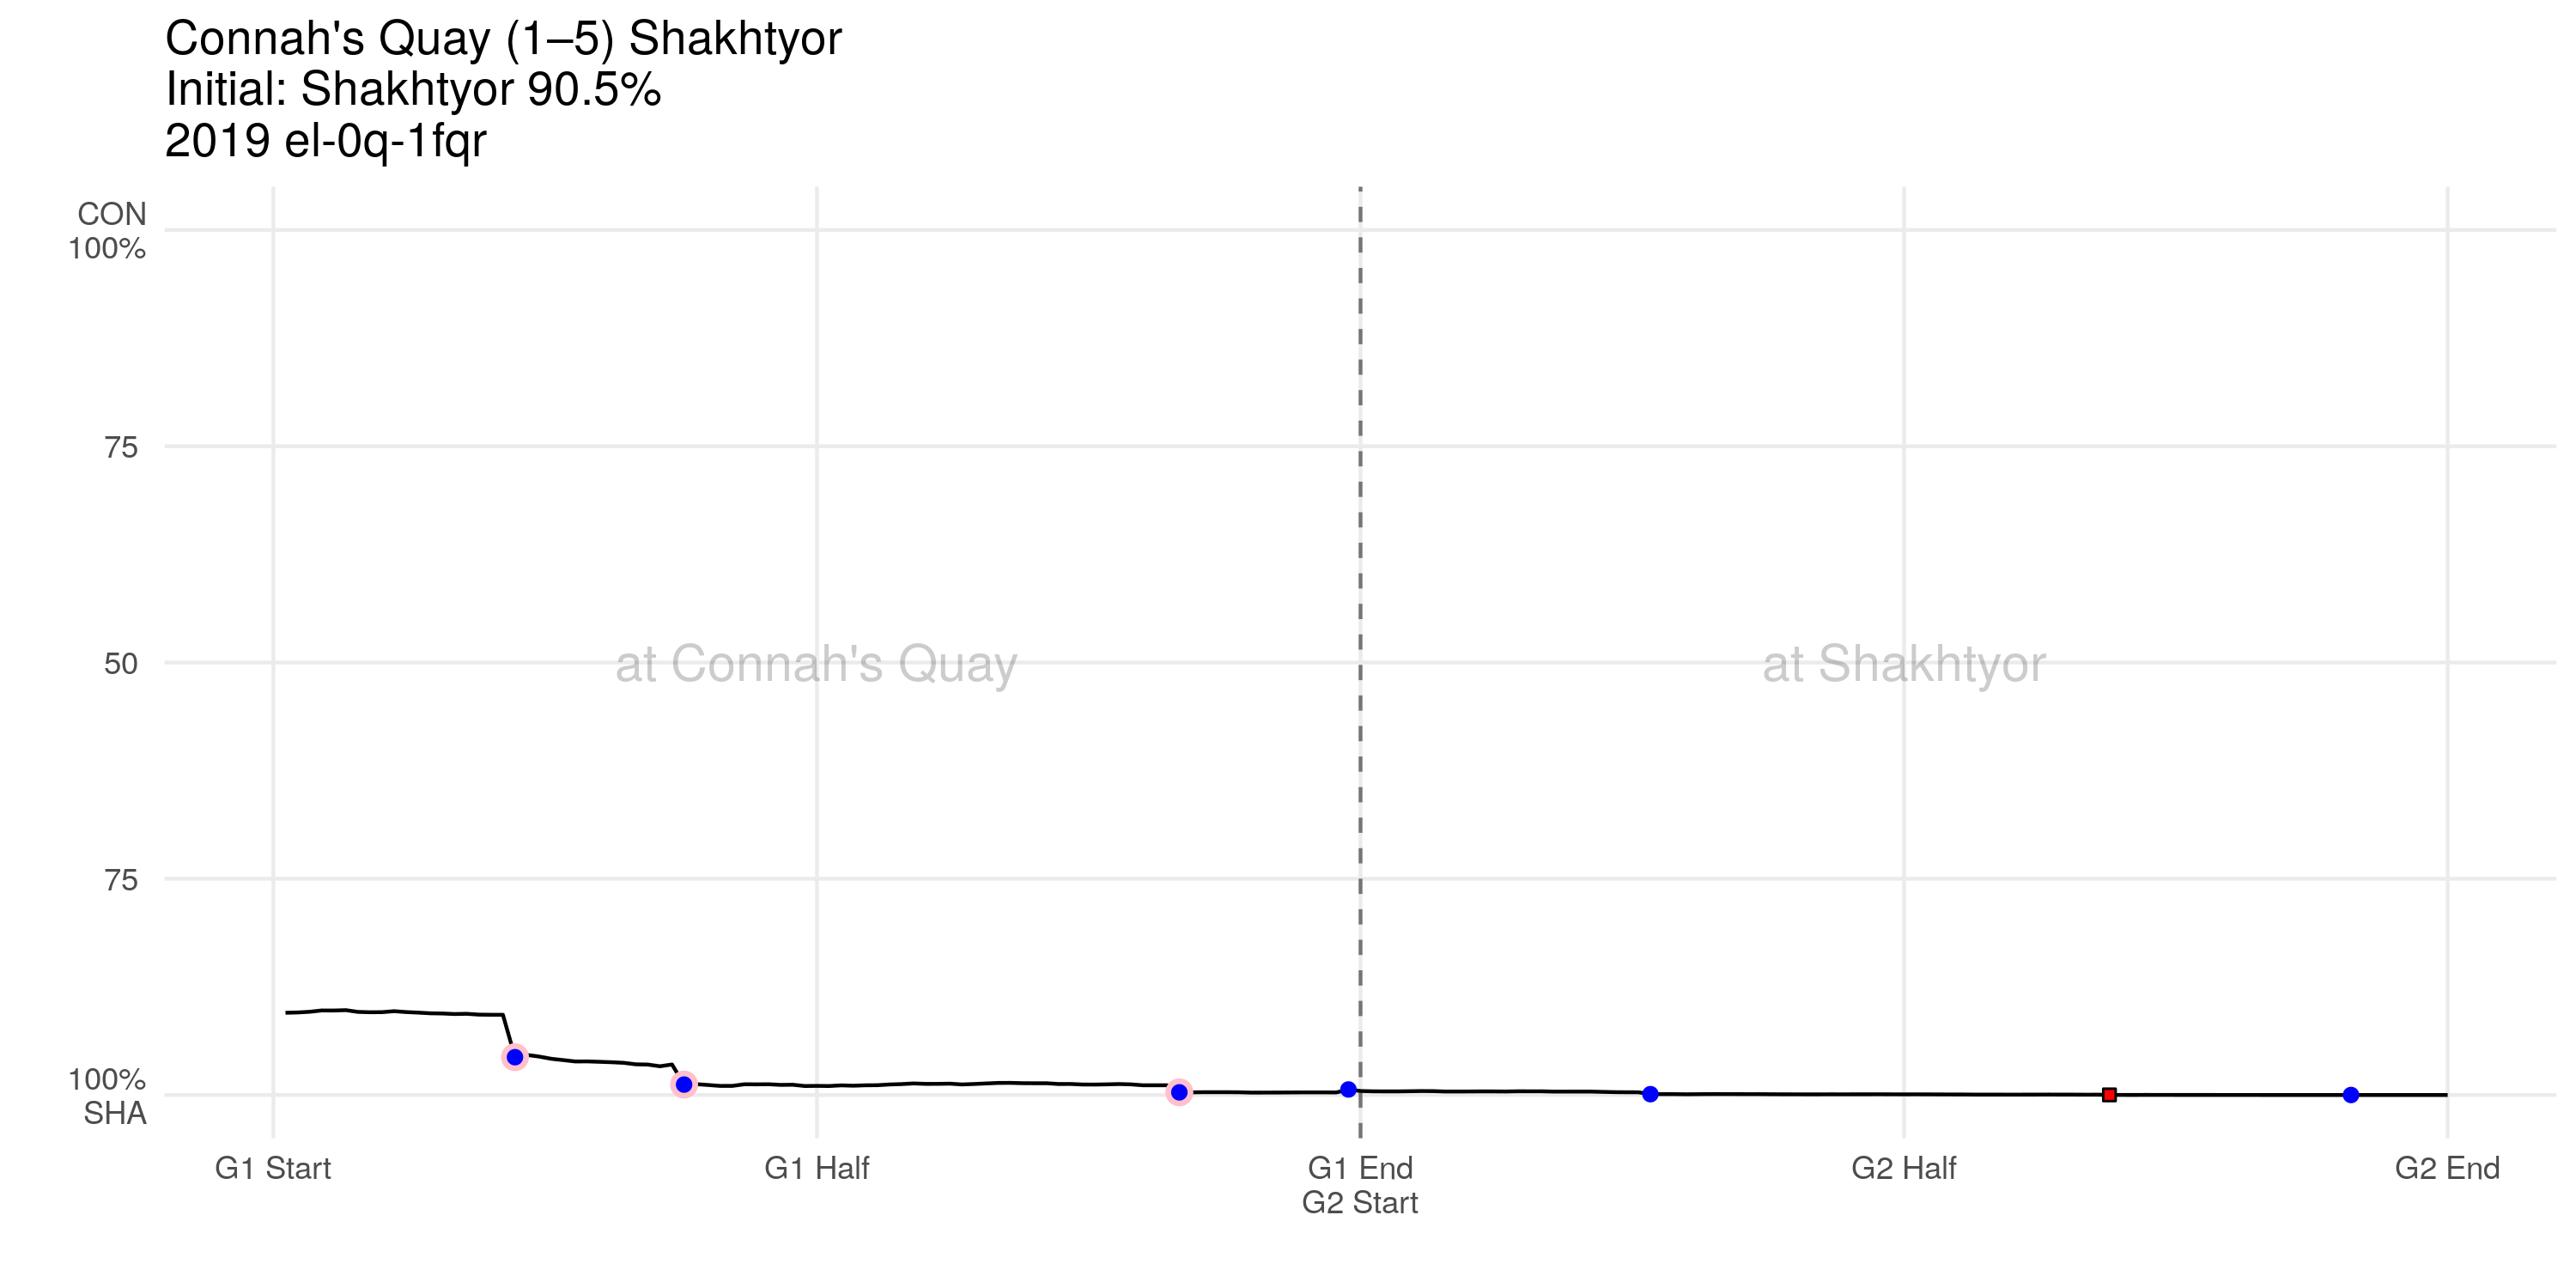 Connah's Quay (1–5) Shakhtyor
Initial: Shakhtyor 90.5%
2019 el-0q-1fqr
CON
100%
75
50
at Connah's Quay
at Shakhtyor
75
100%
SHA
G1 Start
G1 Half
G1 End
G2 Start
G2 Half
G2 End